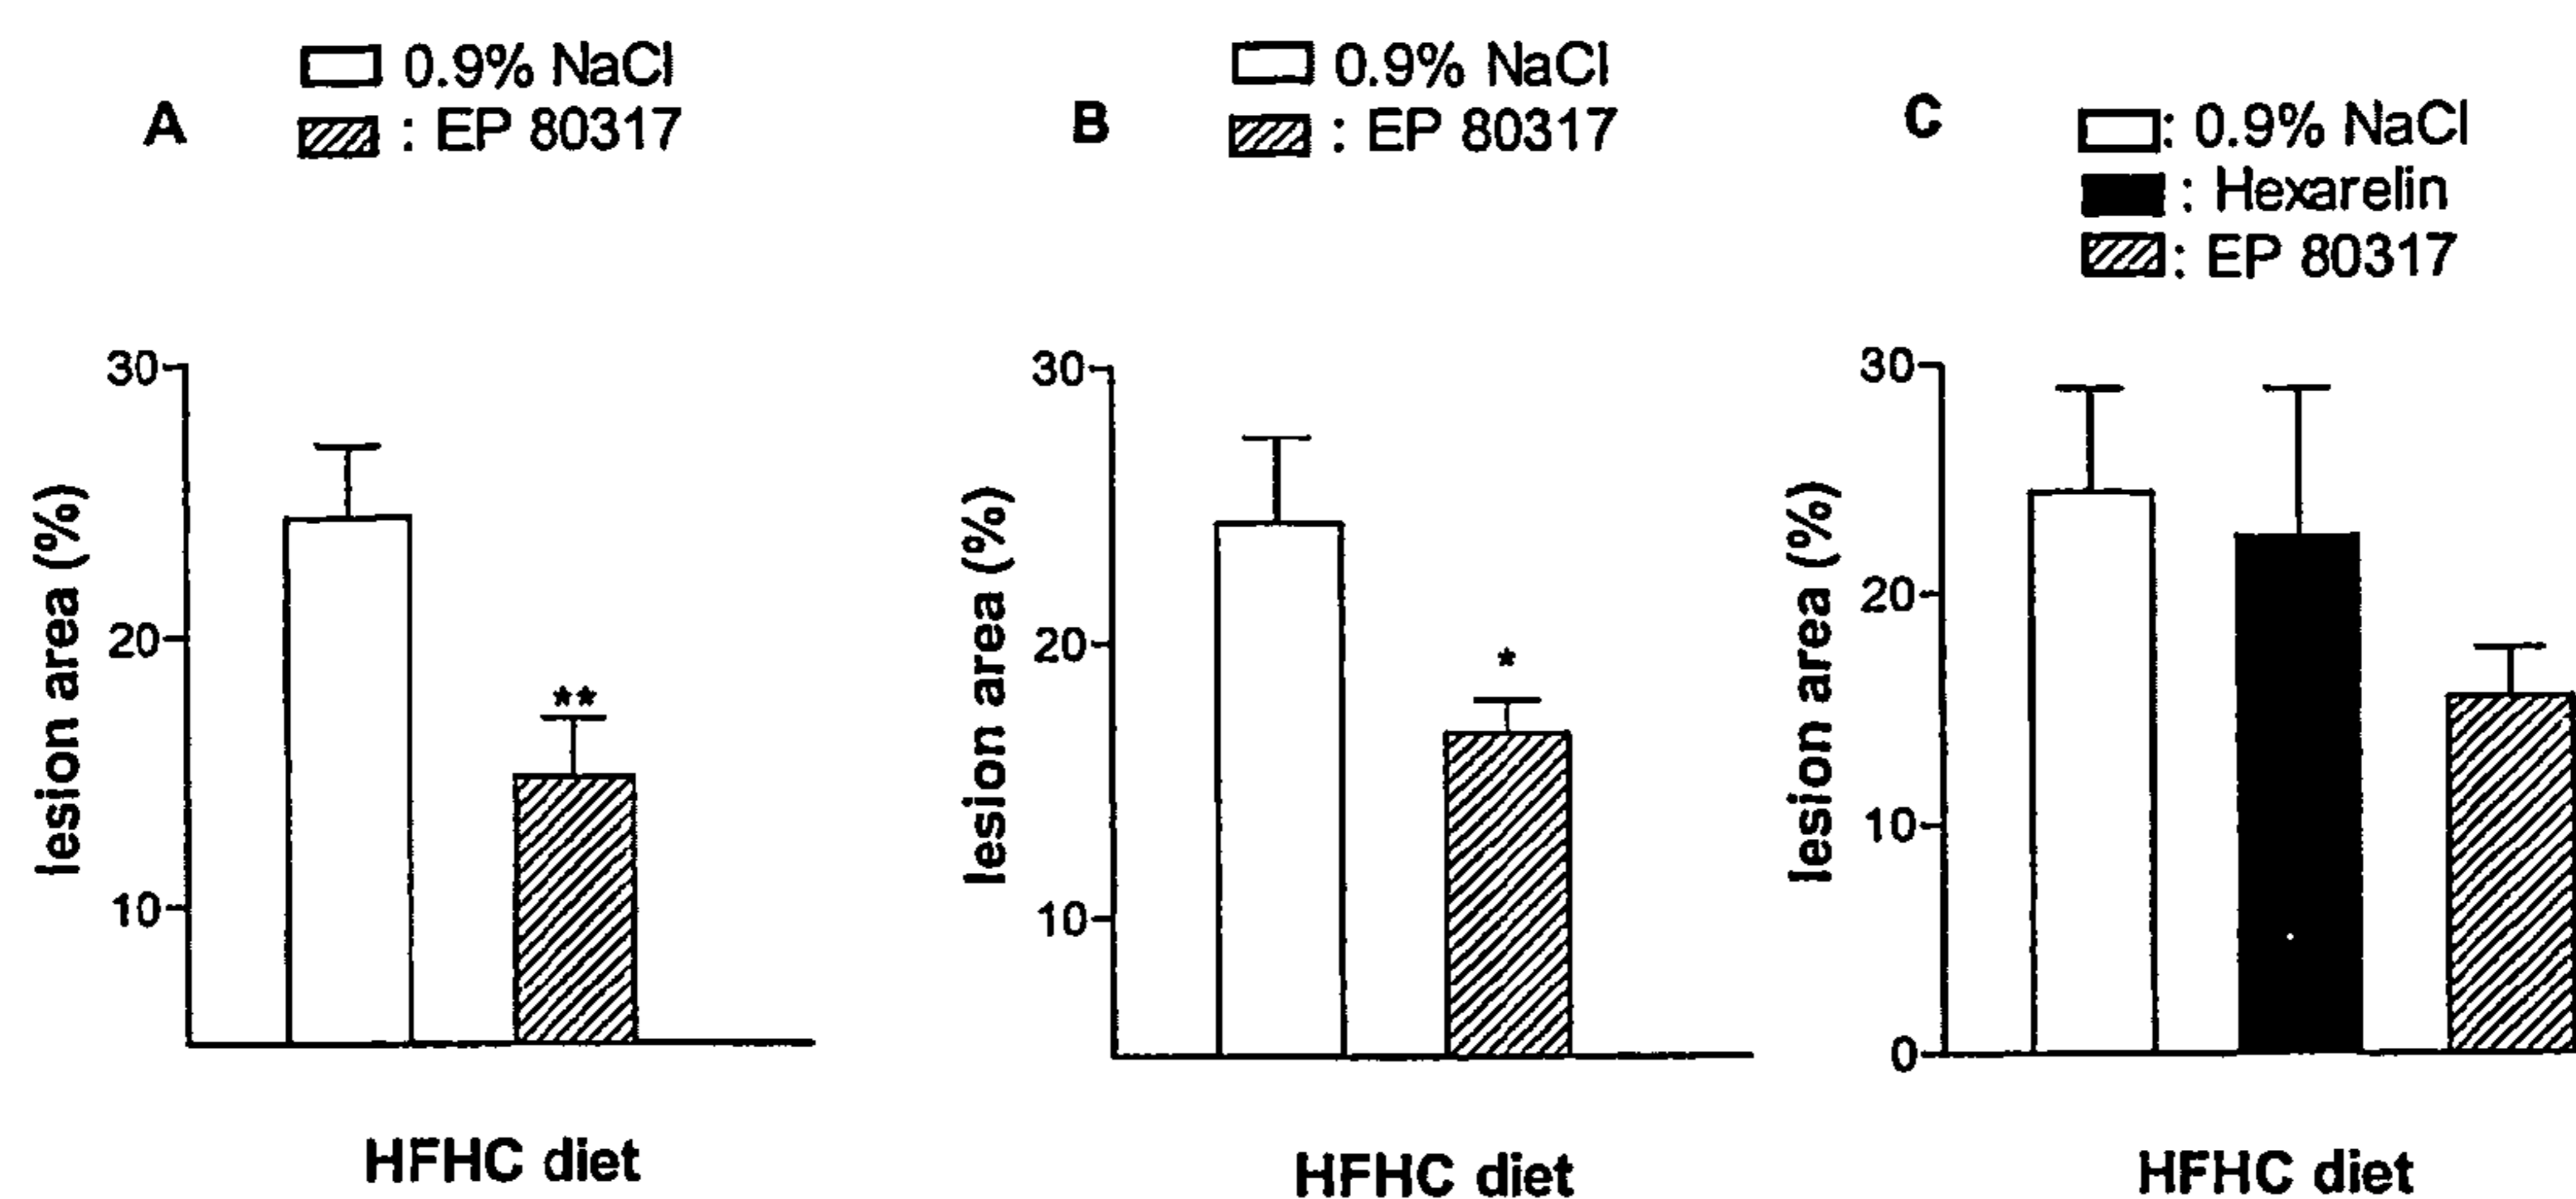 A
0.9% NaCl
: EP 80317
30
20
10
lesion area (%)
**
HFHC diet
B
0.9% NaCl
: EP 80317
30
20
10
lesion area (%)
*
HFHC diet
C
: 0.9% NaCl
: Hexarelin
: EP 80317
30
20
10
0
lesion area (%)
HFHC diet